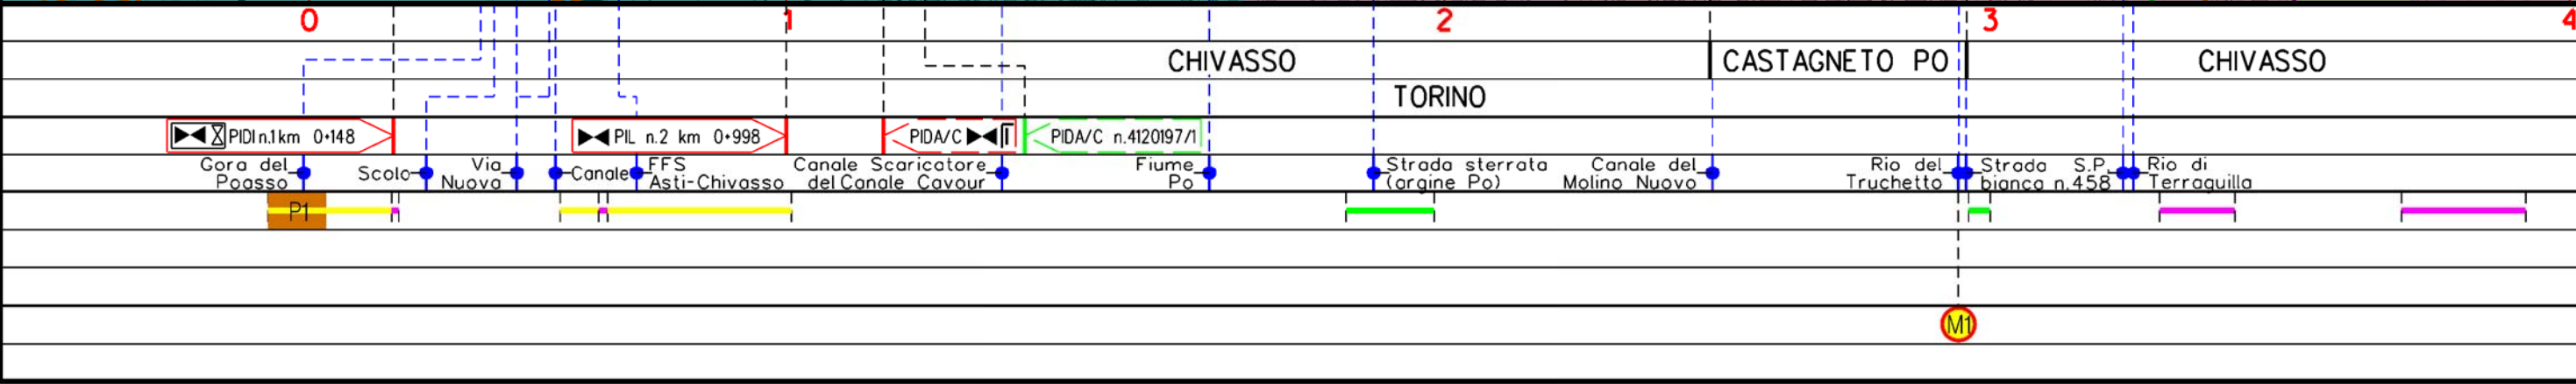 0 1 2 3 4
CHIVASSO CASTAGNETO PO CHIVASSO
TORINO
PIDI n.1 km 0+148 PIL n.2 km 0+998 PIDA/C PIDA/C n.4120197/1
Gora del Poasso
Scolo
Via Nuova
Canale
FFS Asti-Chivasso
Canale Scaricatore del Canale Cavour
Fiume Po
Strada sterrata (argine Po)
Canale del Molino Nuovo
Rio del Truchetto
Strada bianca
S.P. n.458
Rio di Terraquilla
P1
M1